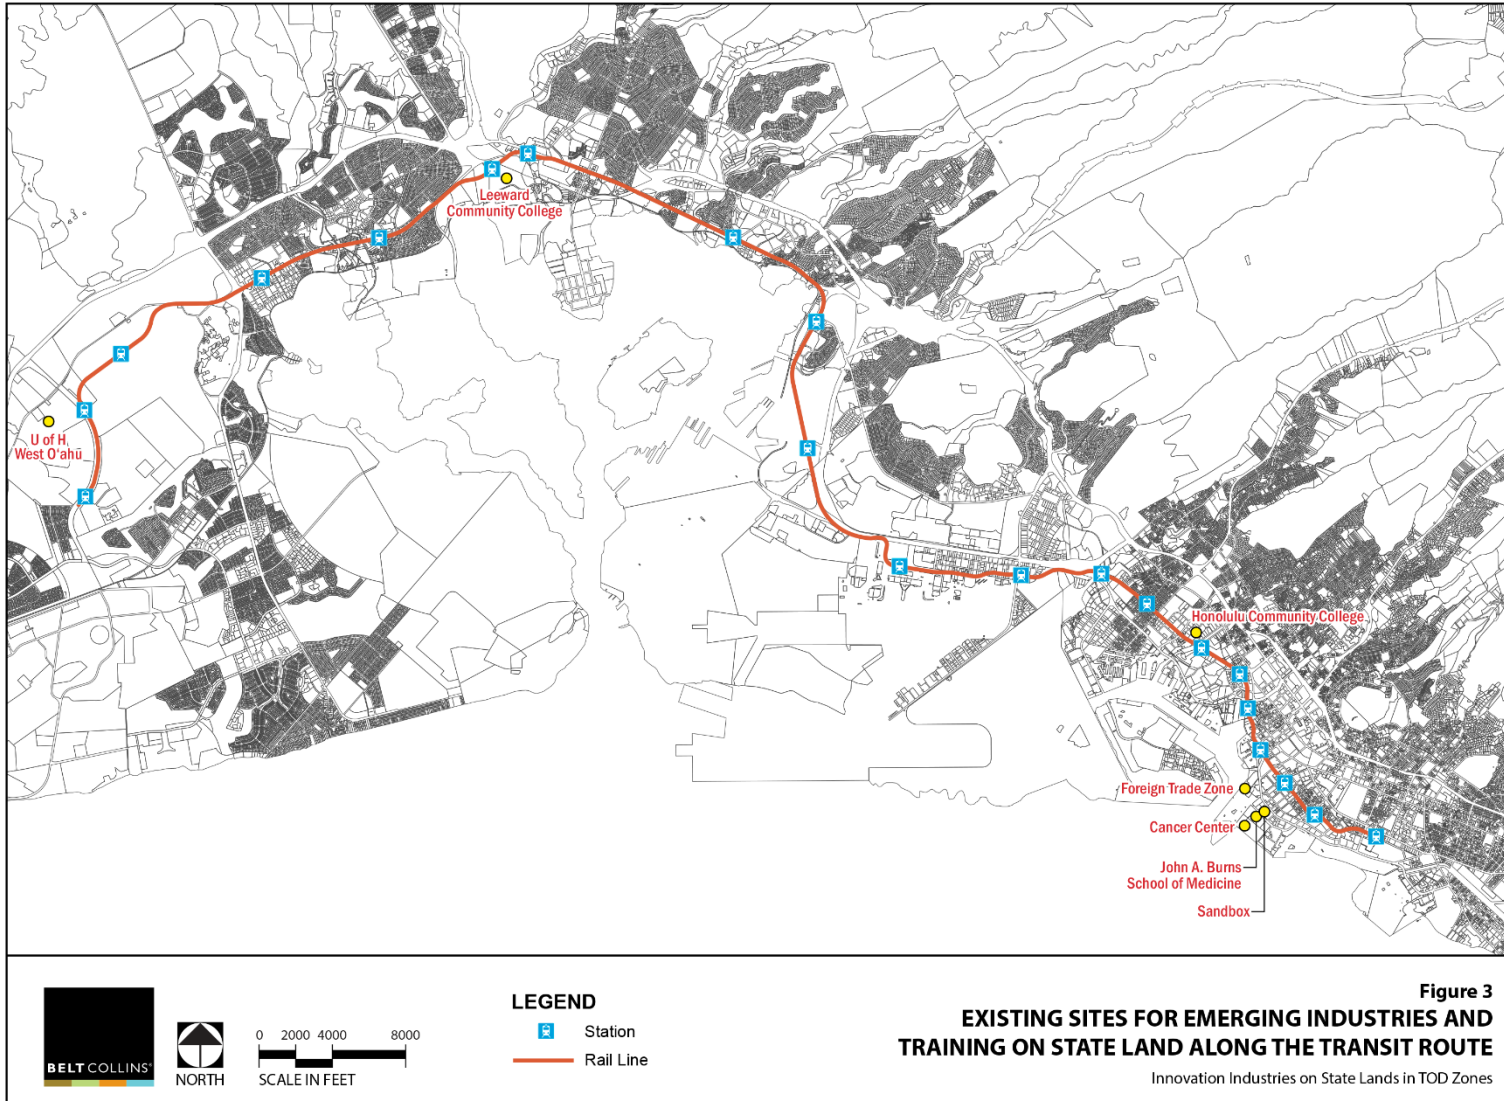 Leeward
Community College
U of H,
West Oʻahū
Honolulu Community College
Foreign Trade Zone
Cancer Center
John A. Burns
School of Medicine
Sandbox
BELT COLLINS®
NORTH
0 2000 4000 8000
SCALE IN FEET
LEGEND
Station
Rail Line
Figure 3
EXISTING SITES FOR EMERGING INDUSTRIES AND
TRAINING ON STATE LAND ALONG THE TRANSIT ROUTE
Innovation Industries on State Lands in TOD Zones